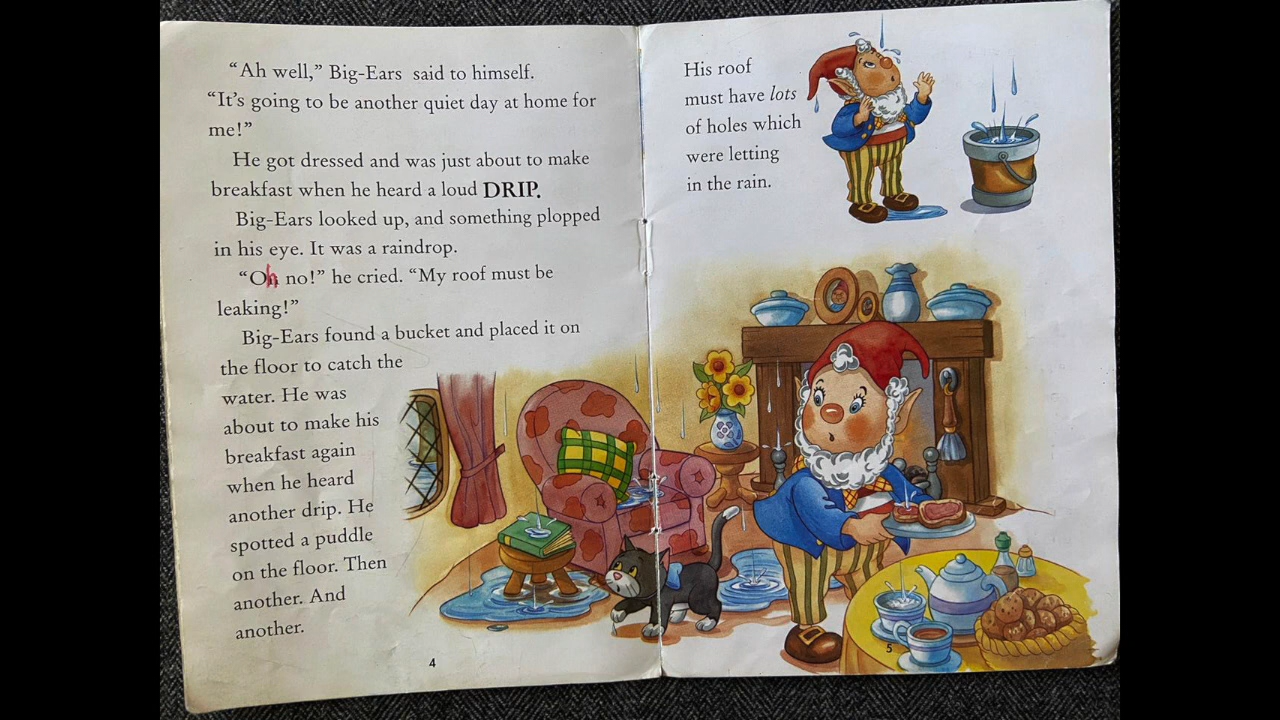 “Ah well,” Big-Ears said to himself.
“It’s going to be another quiet day at home for
me!”
He got dressed and was just about to make
breakfast when he heard a loud DRIP.
Big-Ears looked up, and something plopped
in his eye. It was a raindrop.
“Oh no!” he cried. “My roof must be
leaking!”
Big-Ears found a bucket and placed it on
the floor to catch the
water. He was
about to make his
breakfast again
when he heard
another drip. He
spotted a puddle
on the floor. Then
another. And
another.
4
His roof
must have lots
of holes which
were letting
in the rain.
5